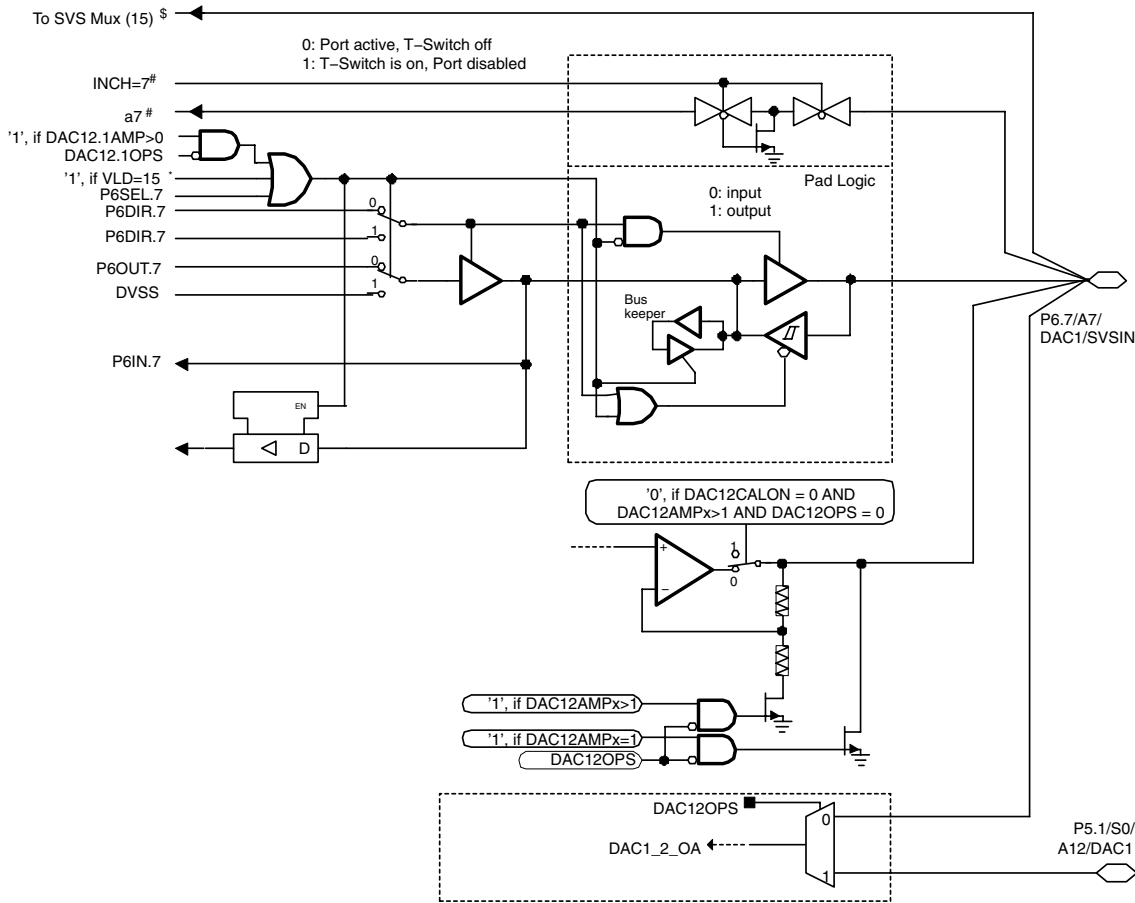 To SVS Mux (15) $
0: Port active, T−Switch off
1: T−Switch is on, Port disabled
INCH=7#
a7 #
'1', if DAC12.1AMP>0
DAC12.1OPS
'1', if VLD=15 *
P6SEL.7
P6DIR.7
0
P6DIR.7
1
P6OUT.7
0
DVSS
1
Pad Logic
0: input
1: output
Bus
keeper
P6.7/A7/
DAC1/SVSIN
P6IN.7
EN
D
'0', if DAC12CALON = 0 AND
DAC12AMPx>1 AND DAC12OPS = 0
+
−
1
0
'1', if DAC12AMPx>1
'1', if DAC12AMPx=1
DAC12OPS
DAC12OPS
0
DAC1_2_OA
1
P5.1/S0/
A12/DAC1